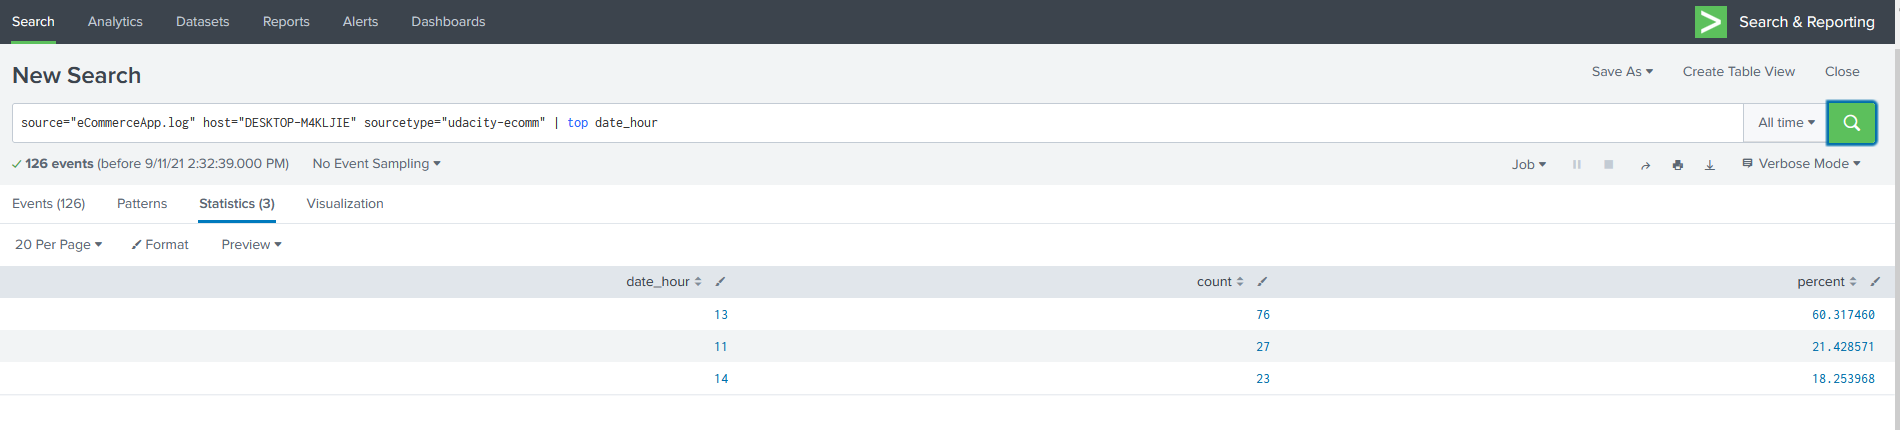 Search Analytics Datasets Reports Alerts Dashboards Search & Reporting
New Search Save As Create Table View Close
source="eCommerceApp.log" host="DESKTOP-M4KLJIE" sourcetype="udacity-ecomm" | top date_hour All time
126 events (before 9/11/21 2:32:39.000 PM) No Event Sampling Job Verbose Mode
Events (126) Patterns Statistics (3) Visualization
20 Per Page Format Preview
date_hour count percent
13 76 60.317460
11 27 21.428571
14 23 18.253968